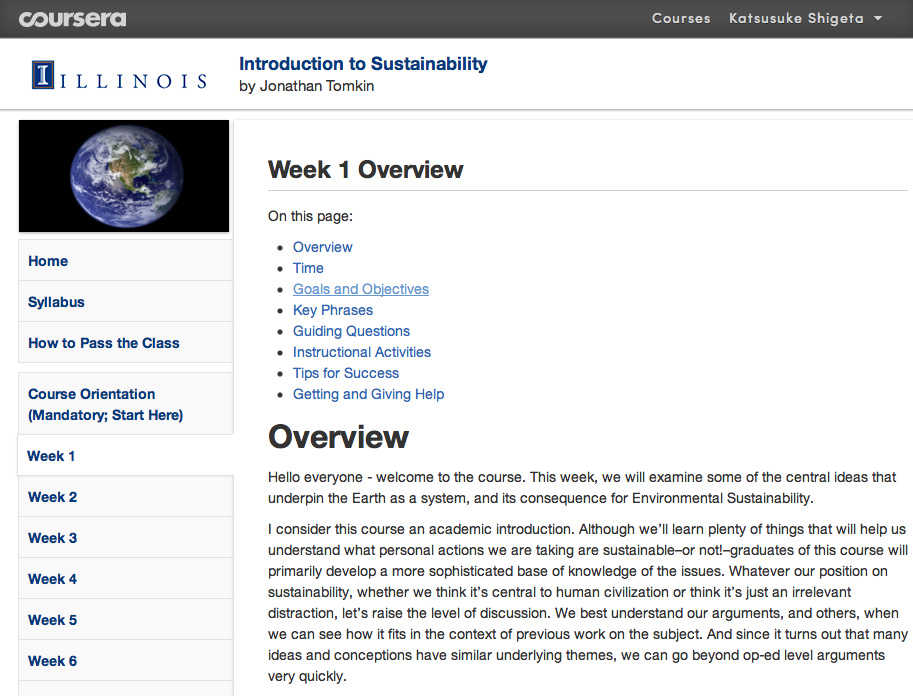 coursera
Courses
Katsusuke Shigeta
I ILLINOIS
Introduction to Sustainability
by Jonathan Tomkin
Home
Syllabus
How to Pass the Class
Course Orientation
(Mandatory; Start Here)
Week 1
Week 2
Week 3
Week 4
Week 5
Week 6
Week 1 Overview
On this page:
Overview
Time
Goals and Objectives
Key Phrases
Guiding Questions
Instructional Activities
Tips for Success
Getting and Giving Help
Overview
Hello everyone - welcome to the course. This week, we will examine some of the central ideas that
underpin the Earth as a system, and its consequence for Environmental Sustainability.
I consider this course an academic introduction. Although we’ll learn plenty of things that will help us
understand what personal actions we are taking are sustainable–or not!–graduates of this course will
primarily develop a more sophisticated base of knowledge of the issues. Whatever our position on
sustainability, whether we think it’s central to human civilization or think it’s just an irrelevant
distraction, let’s raise the level of discussion. We best understand our arguments, and others, when
we can see how it fits in the context of previous work on the subject. And since it turns out that many
ideas and conceptions have similar underlying themes, we can go beyond op-ed level arguments
very quickly.